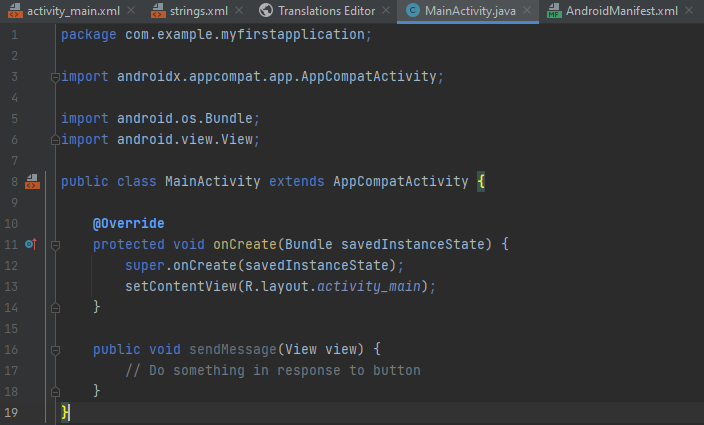 activity_main.xml strings.xml Translations Editor MainActivity.java AndroidManifest.xml
1 package com.example.myfirstapplication;
2
3 import androidx.appcompat.app.AppCompatActivity;
4
5 import android.os.Bundle;
6 import android.view.View;
7
8 public class MainActivity extends AppCompatActivity {
9
10 @Override
11 protected void onCreate(Bundle savedInstanceState) {
12 super.onCreate(savedInstanceState);
13 setContentView(R.layout.activity_main);
14 }
15
16 public void sendMessage(View view) {
17 // Do something in response to button
18 }
19 }